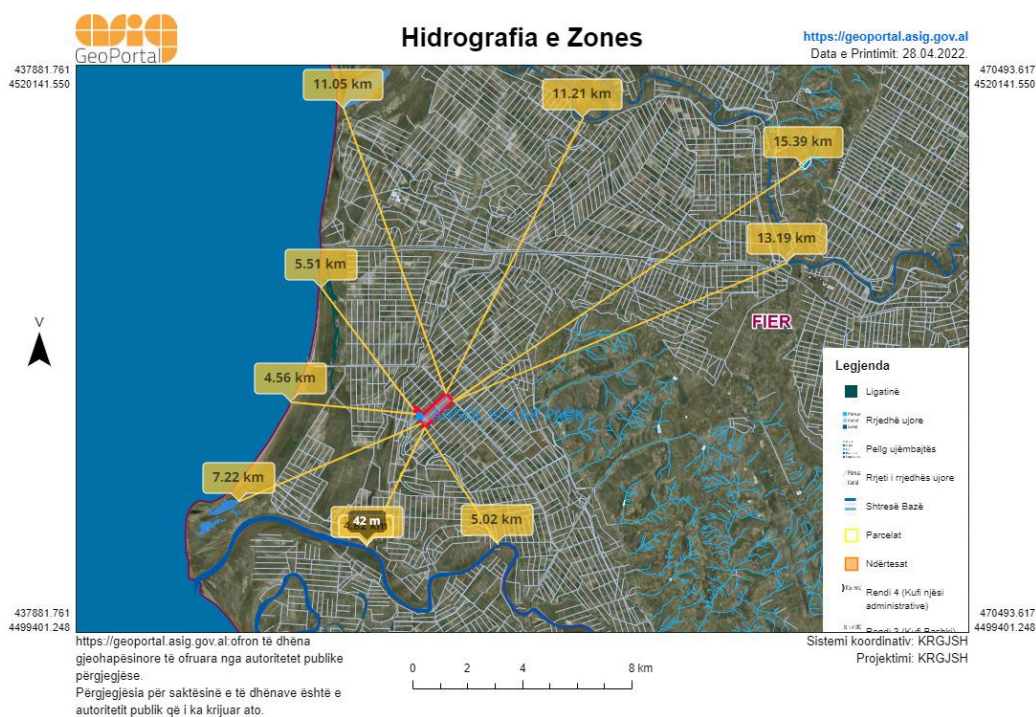 asig
GeoPortal
Hidrografia e Zones
https://geoportal.asig.gov.al
Data e Printimit: 28.04.2022.
437881.761
4520141.550
470493.617
4520141.550
11.05 km
11.21 km
15.39 km
13.19 km
5.51 km
FIER
V
4.56 km
SOLAR PARK
7.22 km
42 m
5.02 km
Legjenda
Ligatinë
Rrjedhë ujore
Pellg ujëmbajtës
Rrjeti i rrjedhës ujore
Shtresë Bazë
Parcelat
Ndërtesat
Rendi 4 (Kufi njësi
administrative)
437881.761
4499401.248
470493.617
4499401.248
https://geoportal.asig.gov.al ofron të dhëna
gjeohapësinore të ofruara nga autoritetet publike
përgjegjëse.
Përgjegjësia për saktësinë e të dhënave është e
autoritetit publik që i ka krijuar ato.
0 2 4 8 km
Sistemi koordinativ: KRGJSH
Projektimi: KRGJSH